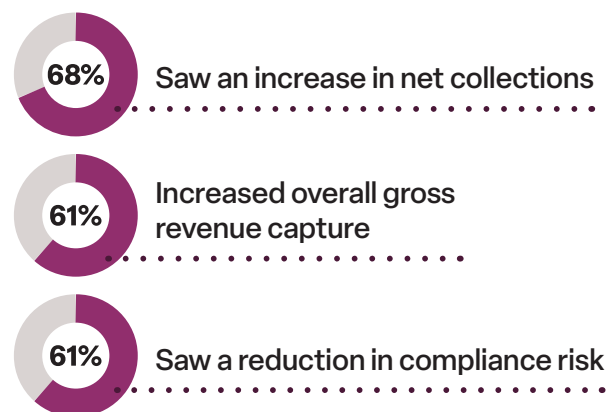 68%
Saw an increase in net collections
61%
Increased overall gross
revenue capture
61%
Saw a reduction in compliance risk